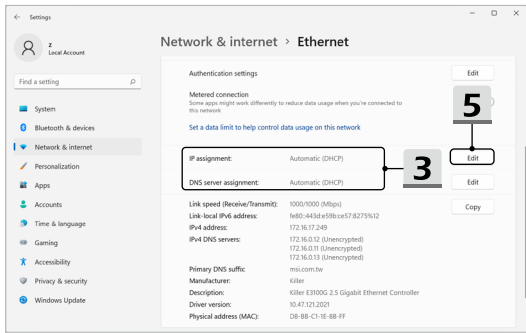 Settings
Z
Local Account
Find a setting
System
Bluetooth & devices
Network & internet
Personalization
Apps
Accounts
Time & language
Gaming
Accessibility
Privacy & security
Windows Update
Network & internet > Ethernet
Authentication settings
Edit
Metered connection
Some apps might work differently to reduce data usage when you're connected to
this network
5
Set a data limit to help control data usage on this network
IP assignment: Automatic (DHCP)
Edit
3
DNS server assignment: Automatic (DHCP)
Edit
Link speed (Receive/Transmit): 1000/1000 (Mbps)
Copy
Link-local IPv6 address: fe80::443d:e59b:ce57:8275%12
IPv4 address: 172.16.17.249
IPv4 DNS servers: 172.16.0.12 (Unencrypted)
172.16.0.11 (Unencrypted)
172.16.0.13 (Unencrypted)
Primary DNS suffix: msi.com.tw
Manufacturer: Killer
Description: Killer E3100G 2.5 Gigabit Ethernet Controller
Driver version: 10.47.121.2021
Physical address (MAC): D8-BB-C1-1E-8B-FF